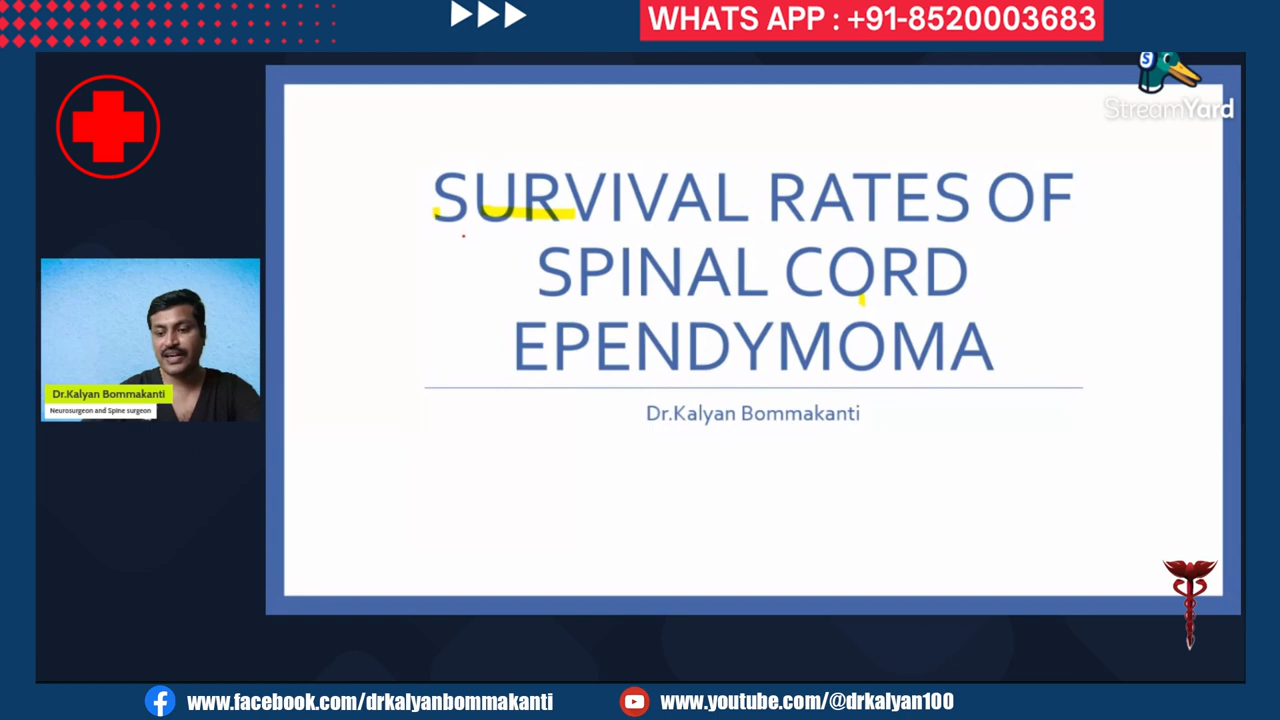 WHATS APP : +91-8520003683
S
StreamYard
SURVIVAL RATES OF
SPINAL CORD
EPENDYMOMA
Dr.Kalyan Bommakanti
Dr.Kalyan Bommakanti
Neurosurgeon and Spine surgeon
www.facebook.com/drkalyanbommakanti
www.youtube.com/@drkalyan100